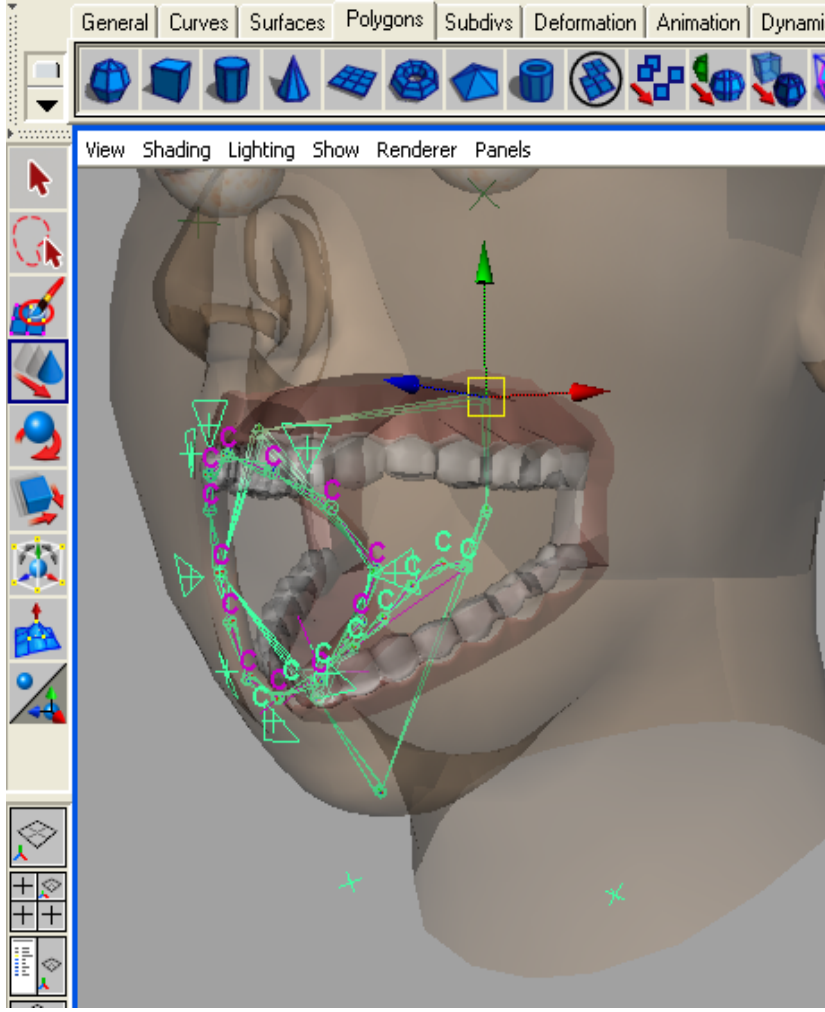 General Curves Surfaces Polygons Subdivs Deformation Animation Dynami
View Shading Lighting Show Renderer Panels
C
C C
C C
C C
C C C
C
C C C
C
C C
C C
C C